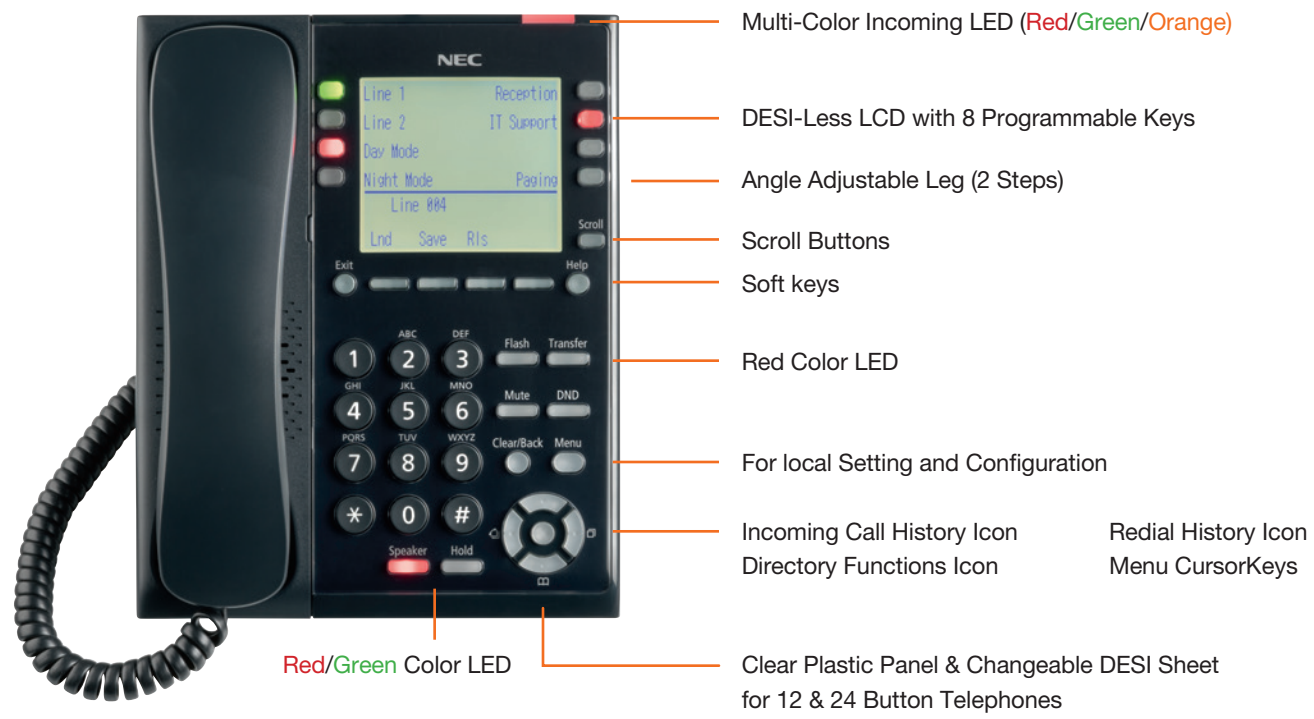 Multi-Color Incoming LED (Red/Green/Orange)
NEC
Line 1 Reception
Line 2 IT Support
DESI-Less LCD with 8 Programmable Keys
Day Mode
Night Mode Paging
Angle Adjustable Leg (2 Steps)
Line 004
Scroll
Lnd Save Rls
Scroll Buttons
Exit Help
Soft keys
ABC DEF
Flash Transfer
1 2 3
Red Color LED
GHI JKL MNO
Mute DND
4 5 6
PQRS TUV WXYZ
Clear/Back Menu
7 8 9
For local Setting and Configuration
* 0 #
Incoming Call History Icon Redial History Icon
Speaker Hold
Directory Functions Icon Menu CursorKeys
Red/Green Color LED
Clear Plastic Panel & Changeable DESI Sheet
for 12 & 24 Button Telephones